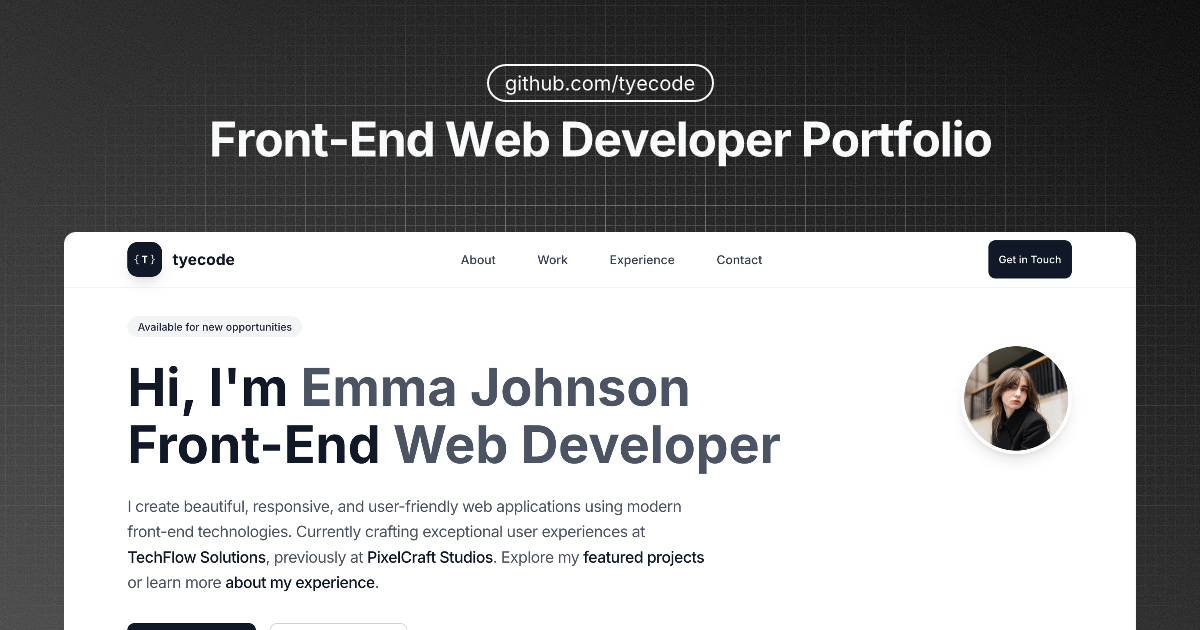 github.com/tyecode
Front-End Web Developer Portfolio
{T} tyecode
About Work Experience Contact
Get in Touch
Available for new opportunities
Hi, I'm Emma Johnson
Front-End Web Developer
I create beautiful, responsive, and user-friendly web applications using modern
front-end technologies. Currently crafting exceptional user experiences at
TechFlow Solutions, previously at PixelCraft Studios. Explore my featured projects
or learn more about my experience.